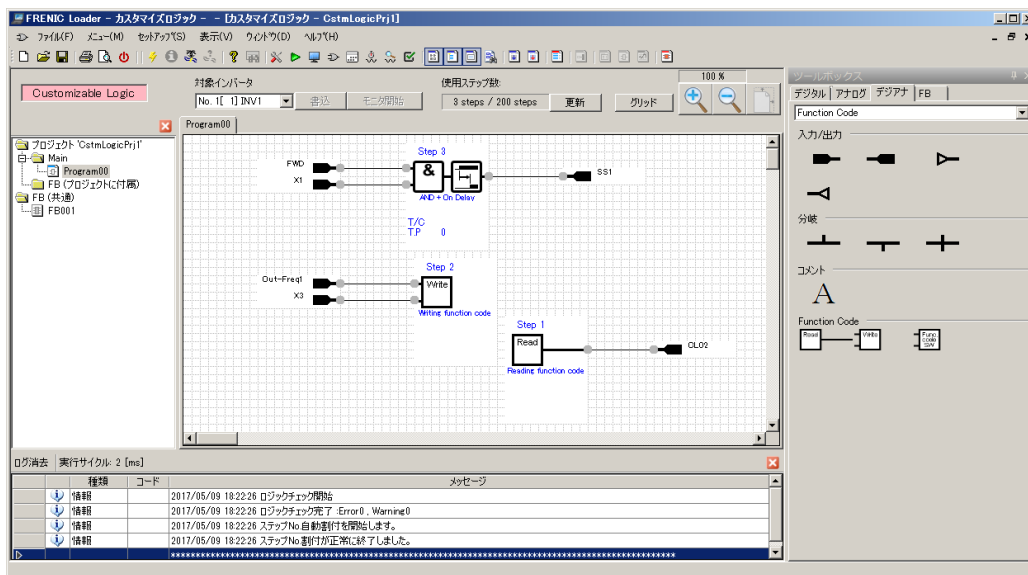 FRENIC Loader - カスタマイズロジック - - [カスタマイズロジック - CstmLogicPrj1]
ファイル(F) メニュー(M) セットアップ(S) 表示(V) ウィンドウ(D) ヘルプ(H)
Customizable Logic
対象インバータ
No. 1[ 1] INV1
書込
モニタ開始
使用ステップ数:
3 steps / 200 steps
更新
グリッド
100 %
ツールボックス
デジタル アナログ デジアナ FB
Function Code
入力/出力
分岐
コメント
A
Function Code
Read
Write
Func code SW
プロジェクト 'CstmLogicPrj1'
Main
Program00
FB (プロジェクトに付属)
FB (共通)
FB001
Program00
Step 3
FWD
X1
&
SS1
AND + On Delay
T/C
T.P 0
Step 2
Out-Freq1
X3
Write
Writing function code
Step 1
Read
CLO2
Reading function code
ログ消去 実行サイクル: 2 [ms]
種類 コード メッセージ
情報 2017/05/09 18:22:26 ロジックチェック開始
情報 2017/05/09 18:22:26 ロジックチェック完了 :Error0 , Warning0
情報 2017/05/09 18:22:26 ステップNo.自動割付を開始します。
情報 2017/05/09 18:22:26 ステップNo.割付が正常に終了しました。